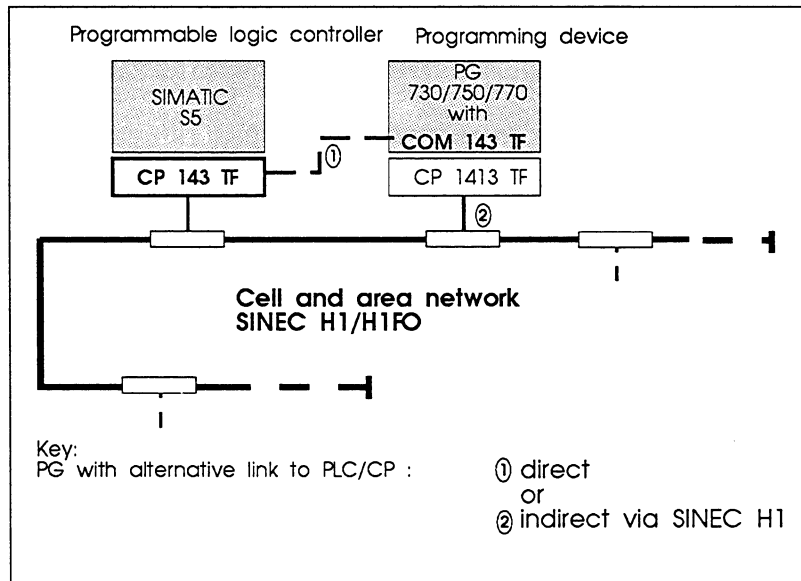 Programmable logic controller
Programming device
SIMATIC
S5
PG
730/750/770
with
COM 143 TF
①
CP 143 TF
CP 1413 TF
②
Cell and area network
SINEC H1/H1FO
Key:
PG with alternative link to PLC/CP :
① direct
or
② indirect via SINEC H1